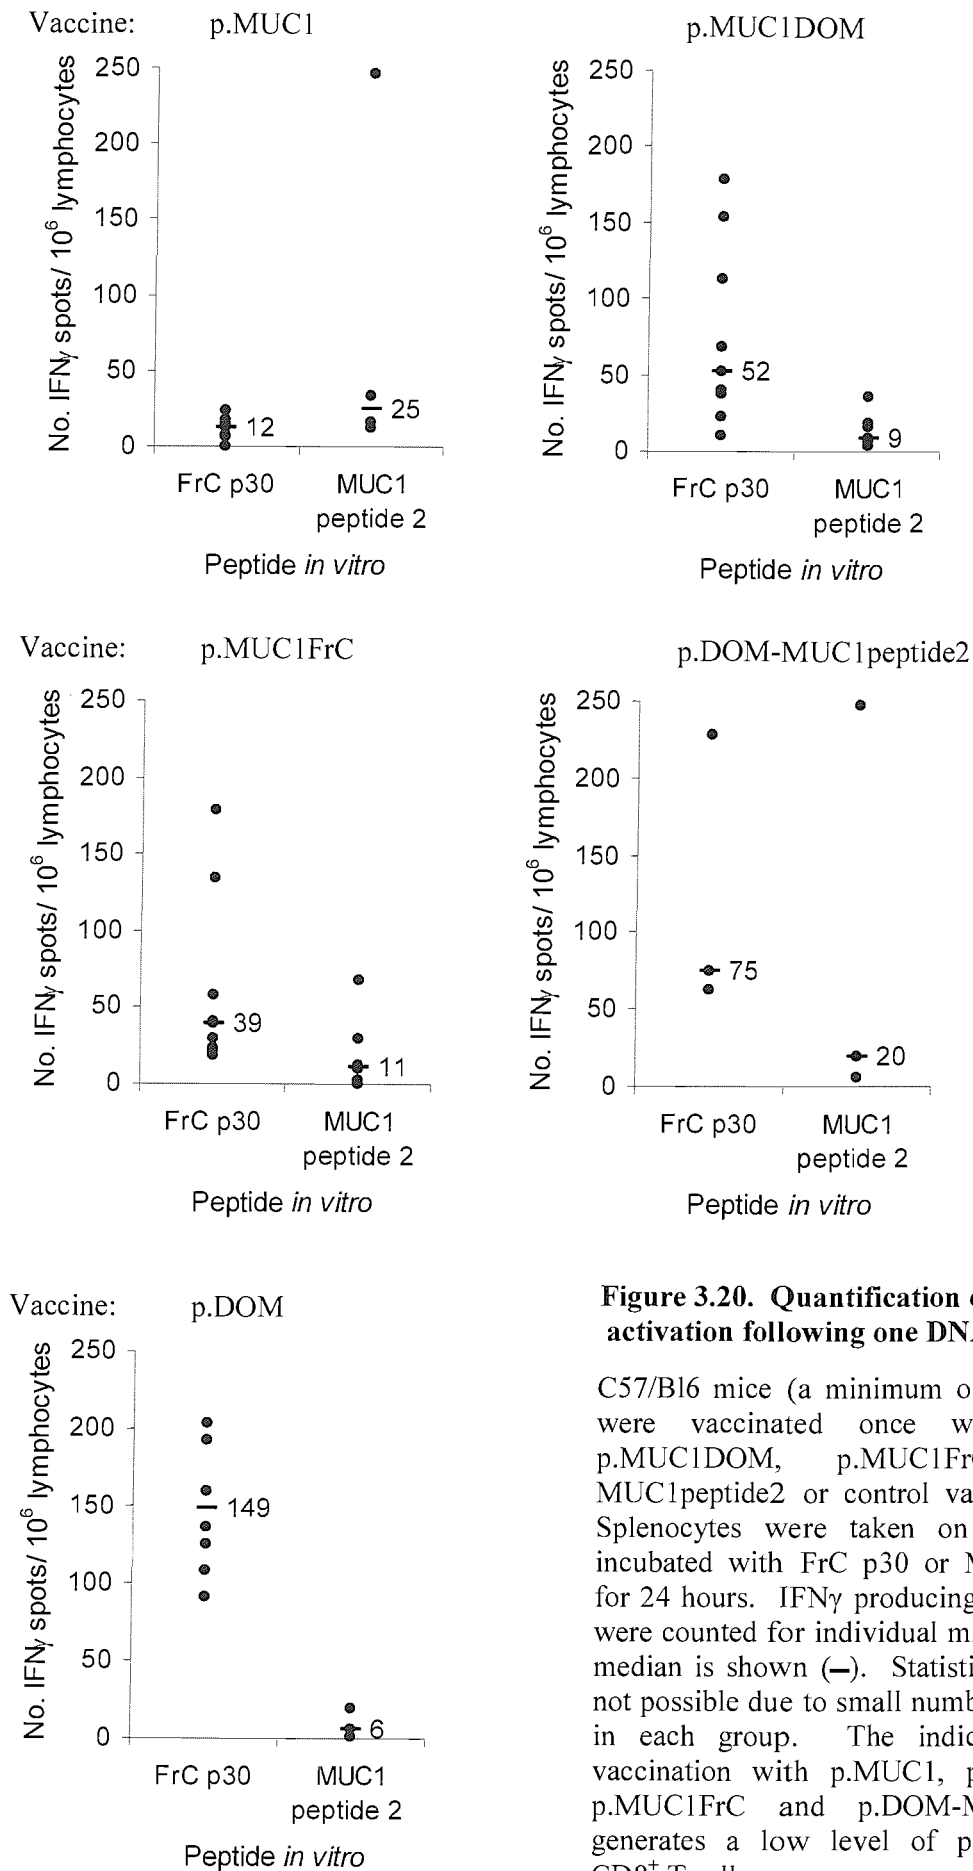 Vaccine: p.MUC1
No. IFNγ spots/ 10⁶ lymphocytes
250
200
150
100
50
0
12
25
FrC p30 MUC1
peptide 2
Peptide in vitro
p.MUC1DOM
No. IFNγ spots/ 10⁶ lymphocytes
250
200
150
100
50
0
52
9
FrC p30 MUC1
peptide 2
Peptide in vitro
Vaccine: p.MUC1FrC
No. IFNγ spots/ 10⁶ lymphocytes
250
200
150
100
50
0
39
11
FrC p30 MUC1
peptide 2
Peptide in vitro
p.DOM-MUC1peptide2
No. IFNγ spots/ 10⁶ lymphocytes
250
200
150
100
50
0
75
20
FrC p30 MUC1
peptide 2
Peptide in vitro
Vaccine: p.DOM
No. IFNγ spots/ 10⁶ lymphocytes
250
200
150
100
50
0
149
6
FrC p30 MUC1
peptide 2
Peptide in vitro
Figure 3.20. Quantification
activation following one
C57/Bl6 mice (a minimum
were vaccinated once
p.MUC1DOM,
MUC1peptide2 or control
Splenocytes were taken on
incubated with FrC p30 or
for 24 hours. IFNγ producing
were counted for individual
median is shown (–).
not possible due to small
in each group. The
vaccination with p.MUC1,
p.MUC1FrC and
generates a low level of
CD8⁺